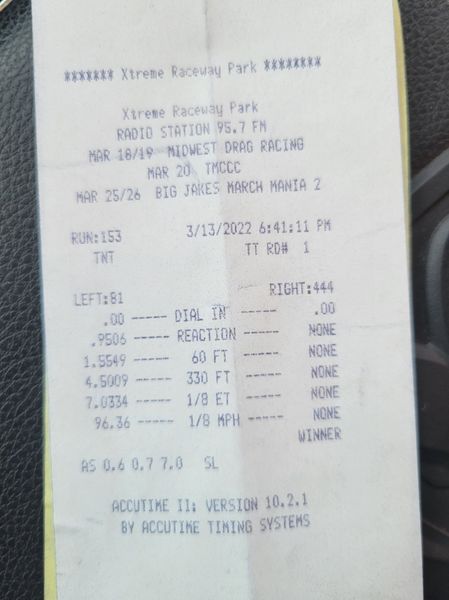 ******* Xtreme Raceway Park ********
Xtreme Raceway Park
RADIO STATION 95.7 FM
MAR 18/19 MIDWEST DRAG RACING
MAR 20 TMCCC
MAR 25/26 BIG JAKES MARCH MANIA 2
RUN:153 3/13/2022 6:41:11 PM
TNT TT RD# 1
LEFT:81 RIGHT:444
.00 ----- DIAL IN ----- .00
.9506 ----- REACTION ----- NONE
1.5549 ----- 60 FT ----- NONE
4.5009 ----- 330 FT ----- NONE
7.0334 ----- 1/8 ET ----- NONE
96.36 ----- 1/8 MPH ----- NONE
WINNER
AS 0.6 0.7 7.0 SL
ACCUTIME II: VERSION 10.2.1
BY ACCUTIME TIMING SYSTEMS